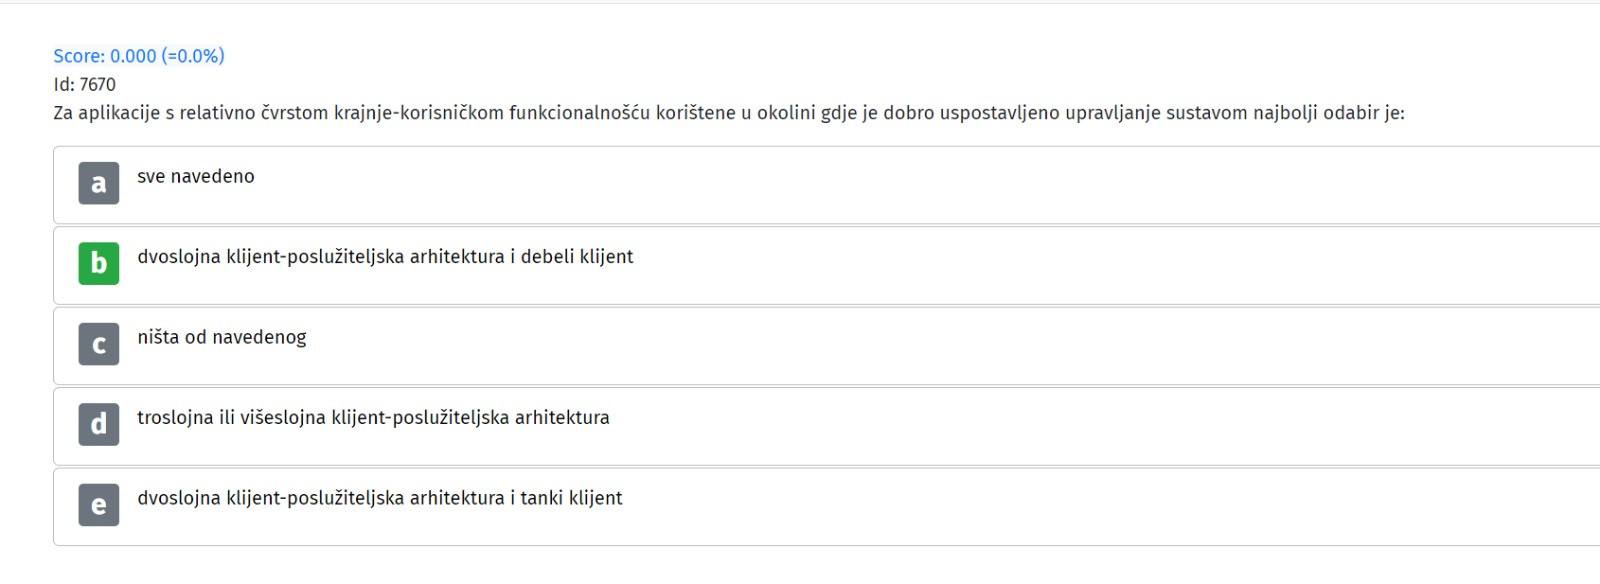 Score: 0.000 (=0.0%)
Id: 7670
Za aplikacije s relativno čvrstom krajnje-korisničkom funkcionalnošću korištene u okolini gdje je dobro uspostavljeno upravljanje sustavom najbolji odabir je:
a sve navedeno
b dvoslojna klijent-poslužiteljska arhitektura i debeli klijent
c ništa od navedenog
d troslojna ili višeslojna klijent-poslužiteljska arhitektura
e dvoslojna klijent-poslužiteljska arhitektura i tanki klijent